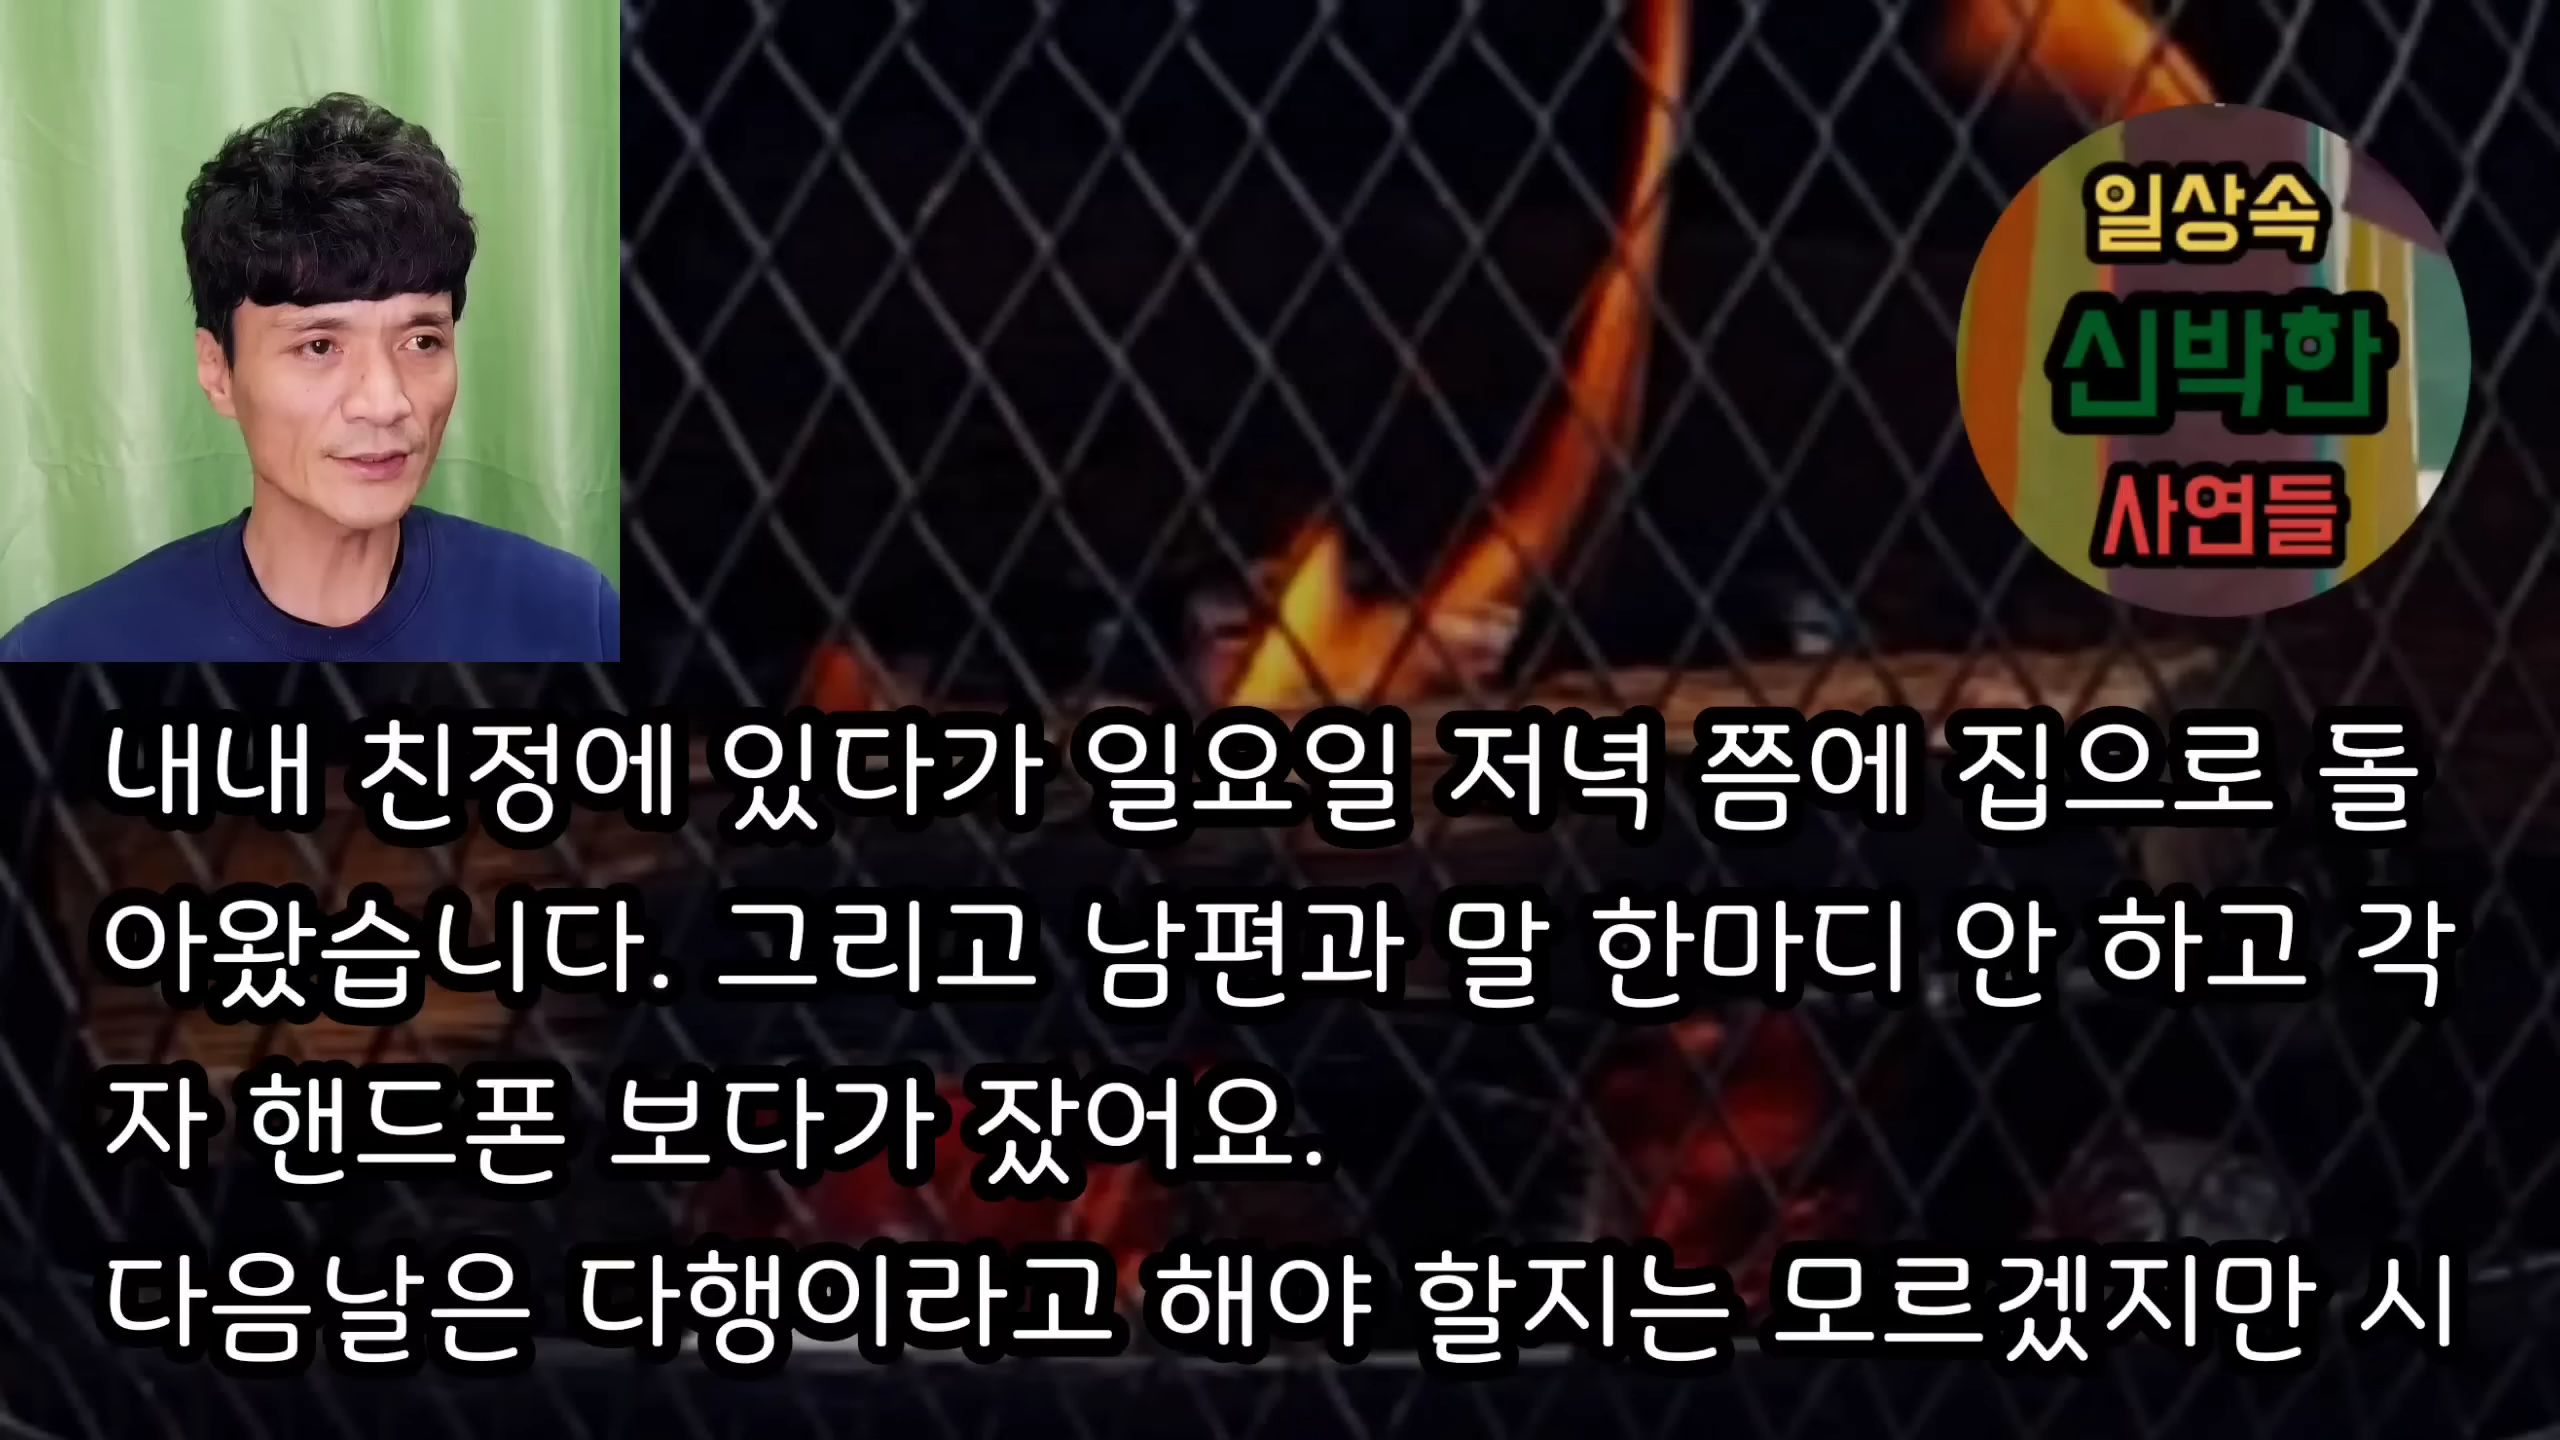 일상속
신박한
사연들
내내 친정에 있다가 일요일 저녁 쯤에 집으로 돌
아왔습니다. 그리고 남편과 말 한마디 안 하고 각
자 핸드폰 보다가 잤어요.
다음날은 다행이라고 해야 할지는 모르겠지만 시